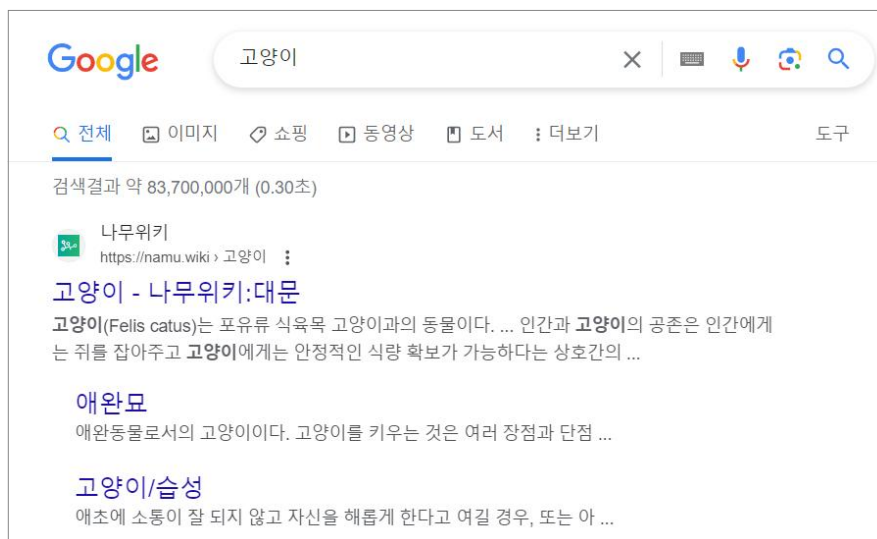 Google 고양이
전체 이미지 쇼핑 동영상 도서 더보기 도구
검색결과 약 83,700,000개 (0.30초)
나무위키
https://namu.wiki › 고양이
고양이 - 나무위키:대문
고양이(Felis catus)는 포유류 식육목 고양이과의 동물이다. ... 인간과 고양이의 공존은 인간에게
는 쥐를 잡아주고 고양이에게는 안정적인 식량 확보가 가능하다는 상호간의 ...
애완묘
애완동물로서의 고양이이다. 고양이를 키우는 것은 여러 장점과 단점 ...
고양이/습성
애초에 소통이 잘 되지 않고 자신을 해롭게 한다고 여길 경우, 또는 아 ...